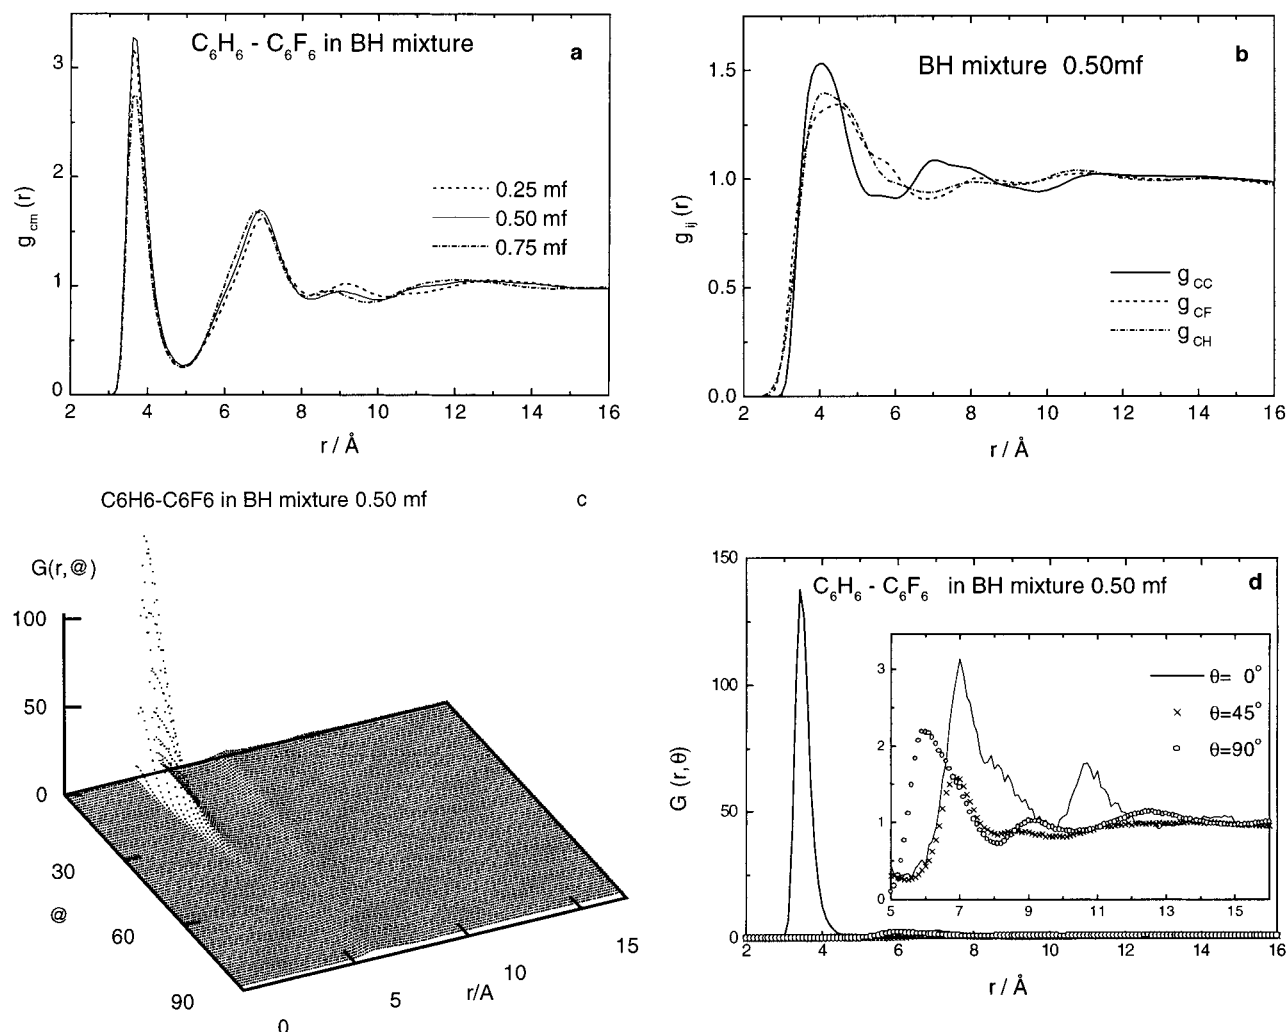 C₆H₆ - C₆F₆ in BH mixture
a
3
2
1
0
g cm (r)
0.25 mf
0.50 mf
0.75 mf
2 4 6 8 10 12 14 16
r / Å
BH mixture 0.50mf
b
1.5
1.0
0.5
0.0
g ij (r)
g CC
g CF
g CH
2 4 6 8 10 12 14 16
r / Å
C6H6-C6F6 in BH mixture 0.50 mf
c
G(r,@)
100
50
0
30
@
60
90
0
5
r/A
10
15
C₆H₆ - C₆F₆ in BH mixture 0.50 mf
d
150
100
50
0
G (r,θ)
3
2
1
0
θ= 0°
θ=45°
θ=90°
5 7 9 11 13 15
2 4 6 8 10 12 14 16
r / Å